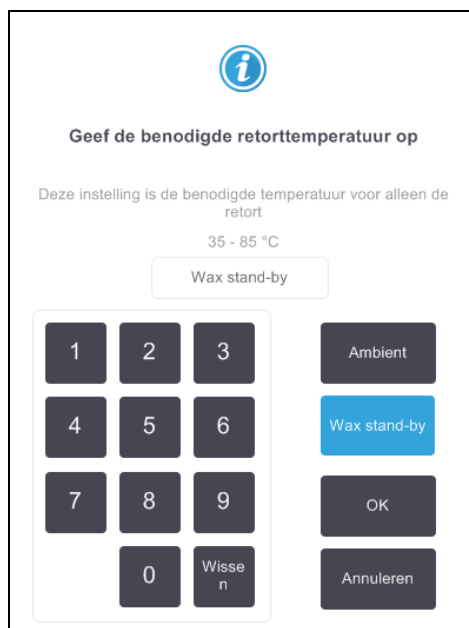 i
Geef de benodigde retorttemperatuur op
Deze instelling is de benodigde temperatuur voor alleen de
retort
35 - 85 °C
Wax stand-by
1 2 3 Ambient
4 5 6 Wax stand-by
7 8 9 OK
0 Wisse
n Annuleren